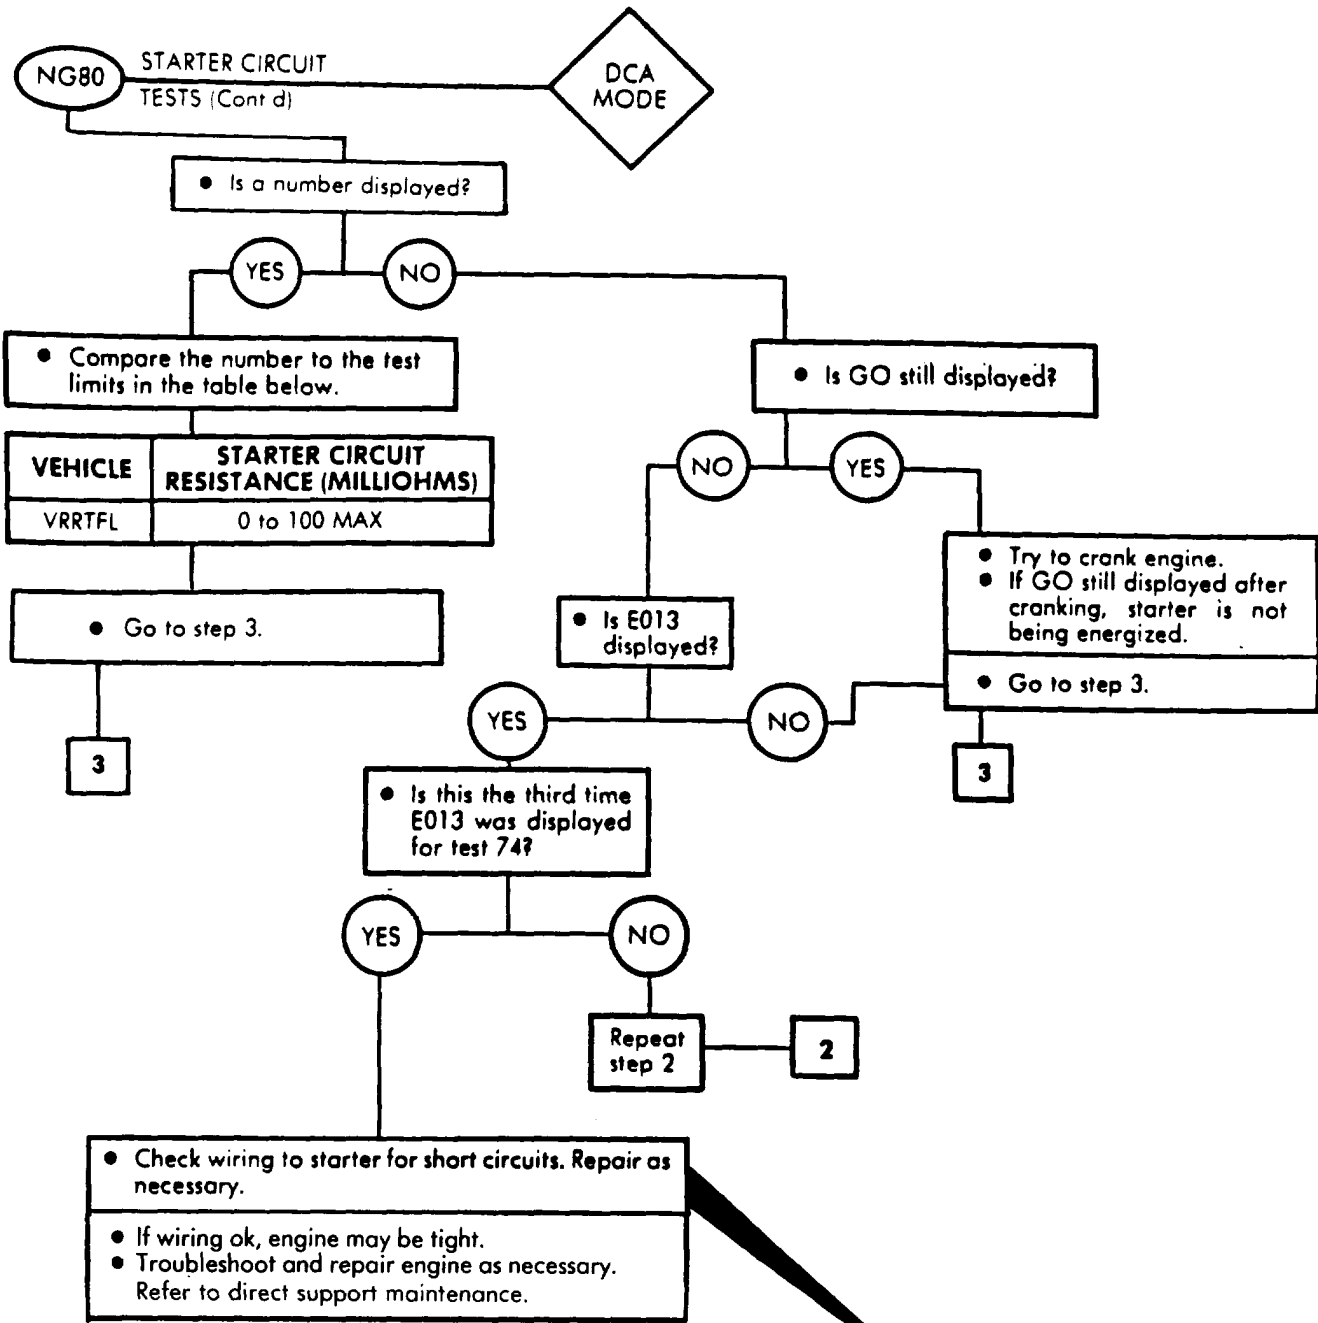 NG80
STARTER CIRCUIT
TESTS (Cont d)
DCA
MODE
• Is a number displayed?
YES
NO
• Compare the number to the test
limits in the table below.
• Is GO still displayed?
VEHICLE
STARTER CIRCUIT
RESISTANCE (MILLIOHMS)
VRRTFL
0 to 100 MAX
NO
YES
• Try to crank engine.
• If GO still displayed after
cranking, starter is not
being energized.
• Go to step 3.
• Go to step 3.
• Is E013
displayed?
YES
NO
3
3
• Is this the third time
E013 was displayed
for test 74?
YES
NO
Repeat
step 2
2
• Check wiring to starter for short circuits. Repair as
necessary.
• If wiring ok, engine may be tight.
• Troubleshoot and repair engine as necessary.
Refer to direct support maintenance.